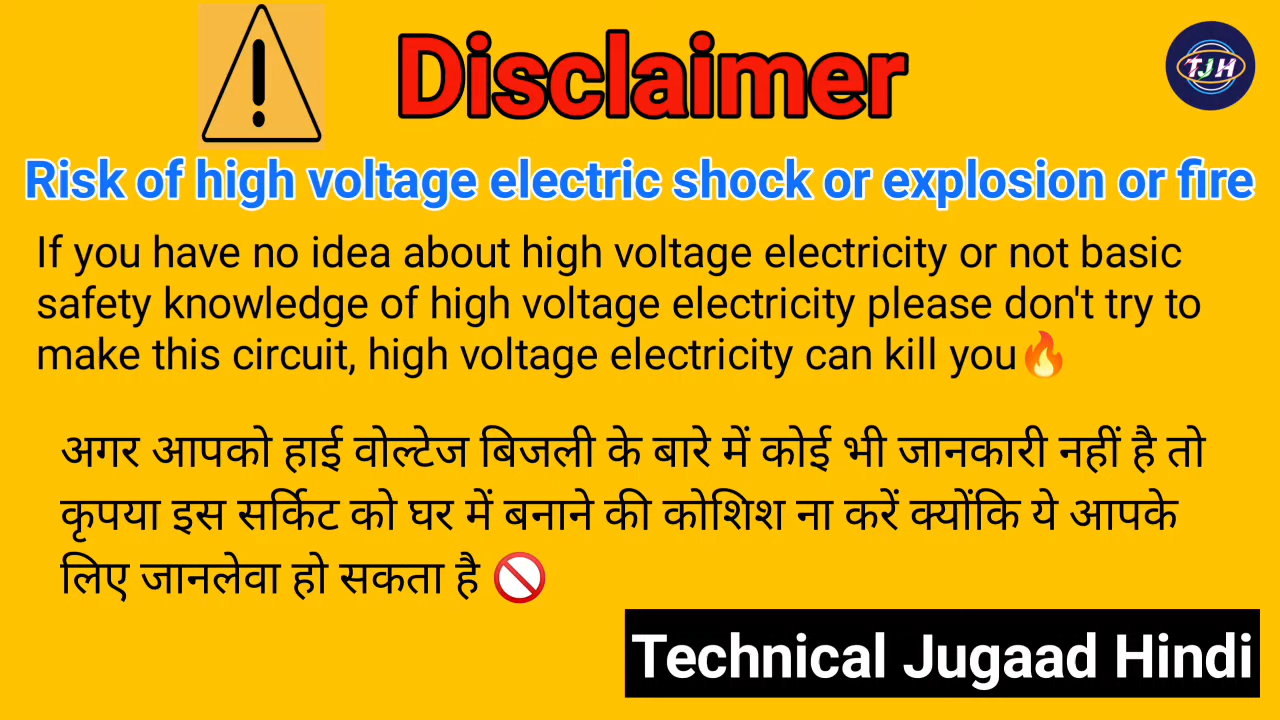 Disclaimer
TJH
Risk of high voltage electric shock or explosion or fire
If you have no idea about high voltage electricity or not basic
safety knowledge of high voltage electricity please don't try to
make this circuit, high voltage electricity can kill you🔥
अगर आपको हाई वोल्टेज बिजली के बारे में कोई भी जानकारी नहीं है तो
कृपया इस सर्किट को घर में बनाने की कोशिश ना करें क्योंकि ये आपके
लिए जानलेवा हो सकता है 🚫
Technical Jugaad Hindi